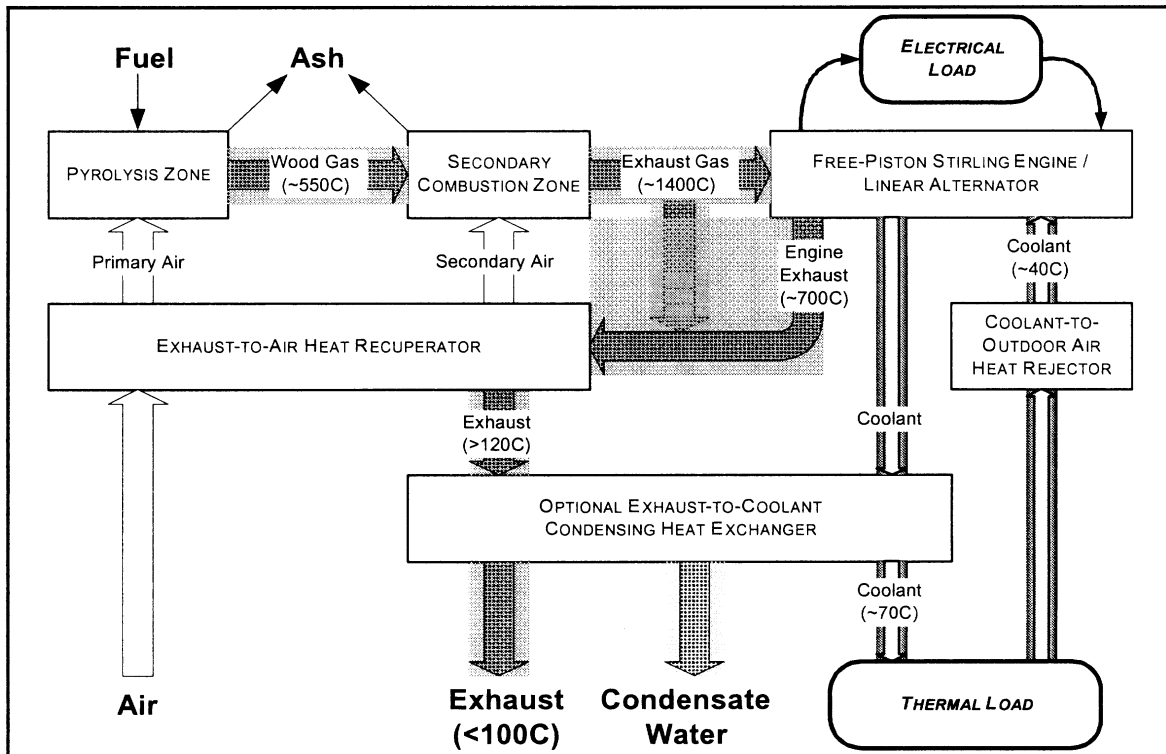 Fuel
Ash
ELECTRICAL
LOAD
PYROLYSIS ZONE
Wood Gas
(~550C)
SECONDARY
COMBUSTION ZONE
Exhaust Gas
(~1400C)
FREE-PISTON STIRLING ENGINE /
LINEAR ALTERNATOR
Primary Air
Secondary Air
Engine
Exhaust
(~700C)
Coolant
(~40C)
EXHAUST-TO-AIR HEAT RECUPERATOR
COOLANT-TO-
OUTDOOR AIR
HEAT REJECTOR
Exhaust
(>120C)
Coolant
OPTIONAL EXHAUST-TO-COOLANT
CONDENSING HEAT EXCHANGER
Coolant
(~70C)
Air
Exhaust
(<100C)
Condensate
Water
THERMAL LOAD